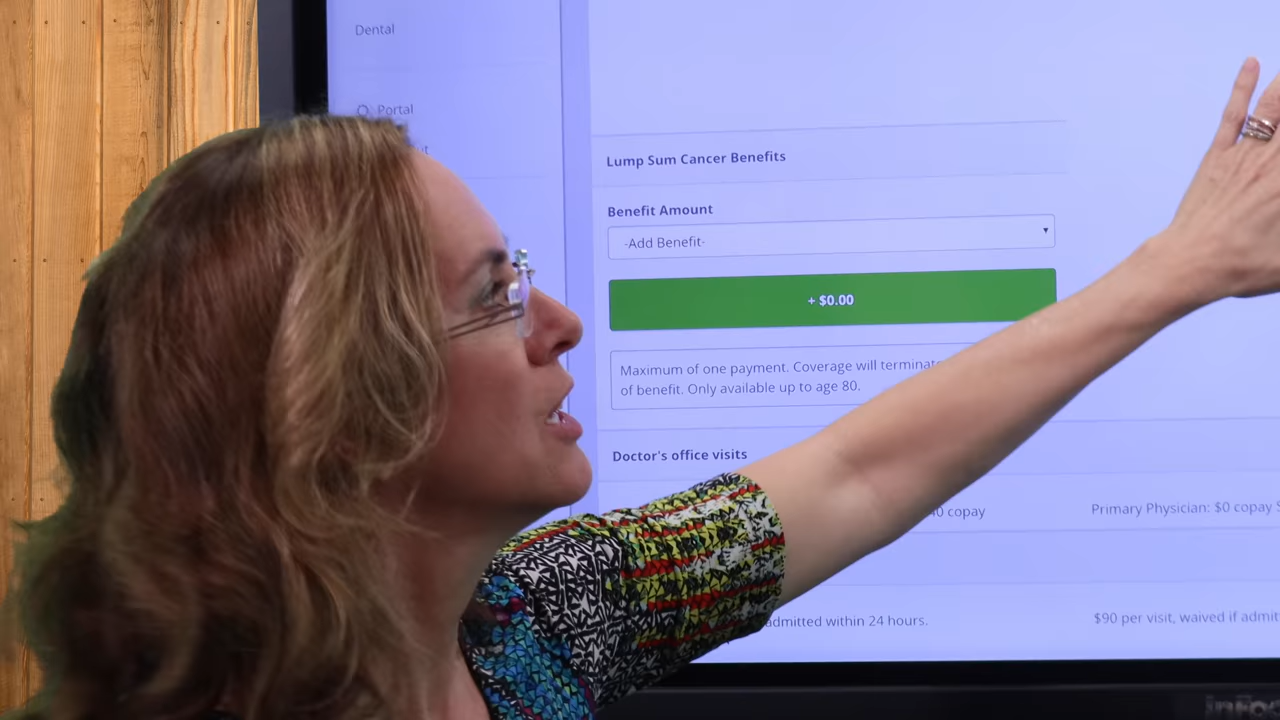 Dental
Portal
Lump Sum Cancer Benefits
Benefit Amount
-Add Benefit-
+ $0.00
Maximum of one payment. Coverage will terminate
of benefit. Only available up to age 80.
Doctor's office visits
copay
Primary Physician: $0 copay
admitted within 24 hours.
$90 per visit, waived if